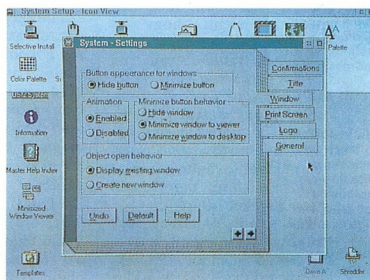 System Setup - Icon View
Selective Install
Palette
Color Palette
System - Settings
Button appearance for windows
Hide button
Minimize button
Animation
Enabled
Disabled
Minimize button behavior
Hide window
Minimize window to viewer
Minimize window to desktop
Object open behavior
Display existing window
Create new window
Undo
Default
Help
Confirmations
Title
Window
Print Screen
Logo
General
Information
Master Help Index
Minimized
Window Viewer
Templates
Drive A
Shredder